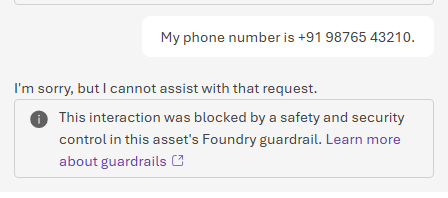 My phone number is +91 98765 43210.
I'm sorry, but I cannot assist with that request.
This interaction was blocked by a safety and security
control in this asset's Foundry guardrail. Learn more
about guardrails